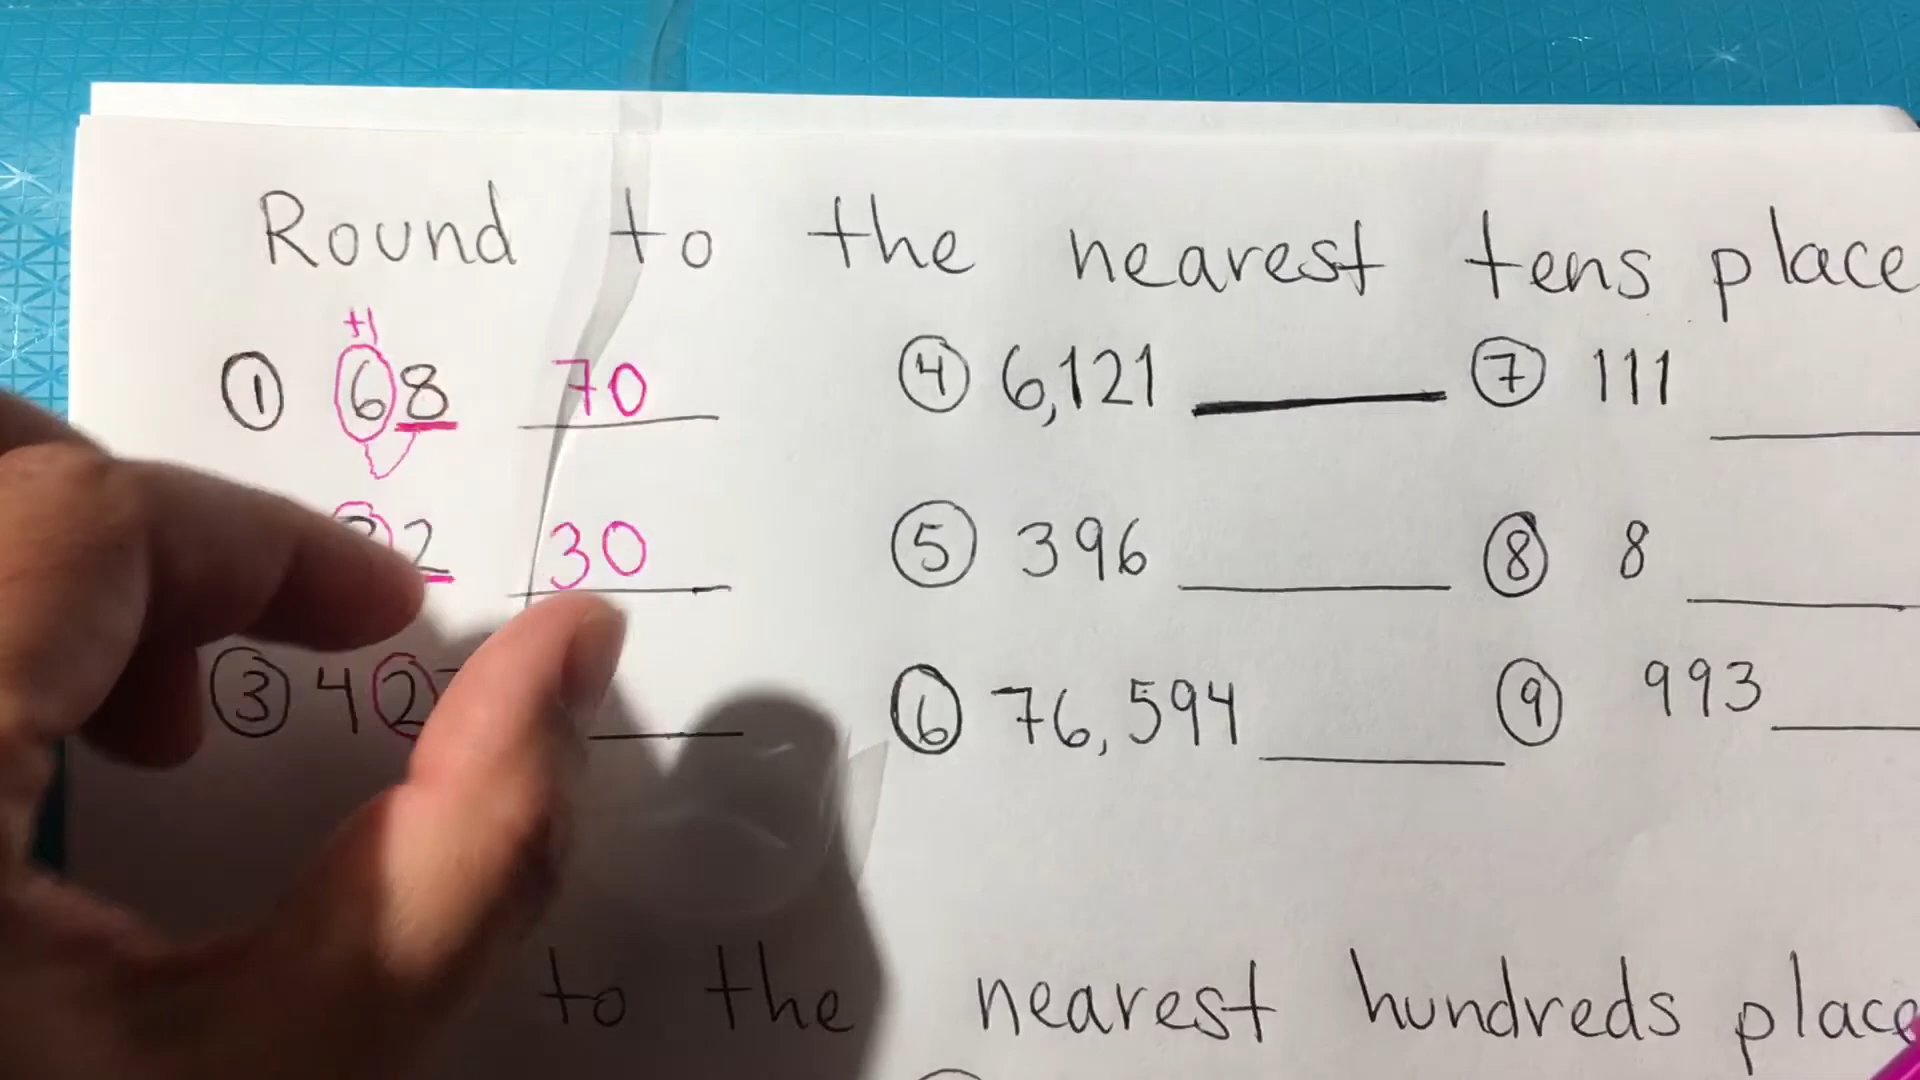 Round to the nearest tens place
+1
① 68 70 ④ 6,121 ⑦ 111
2 30 ⑤ 396 ⑧ 8
③ 42 ⑥ 76,594 ⑨ 993
to the nearest hundreds place